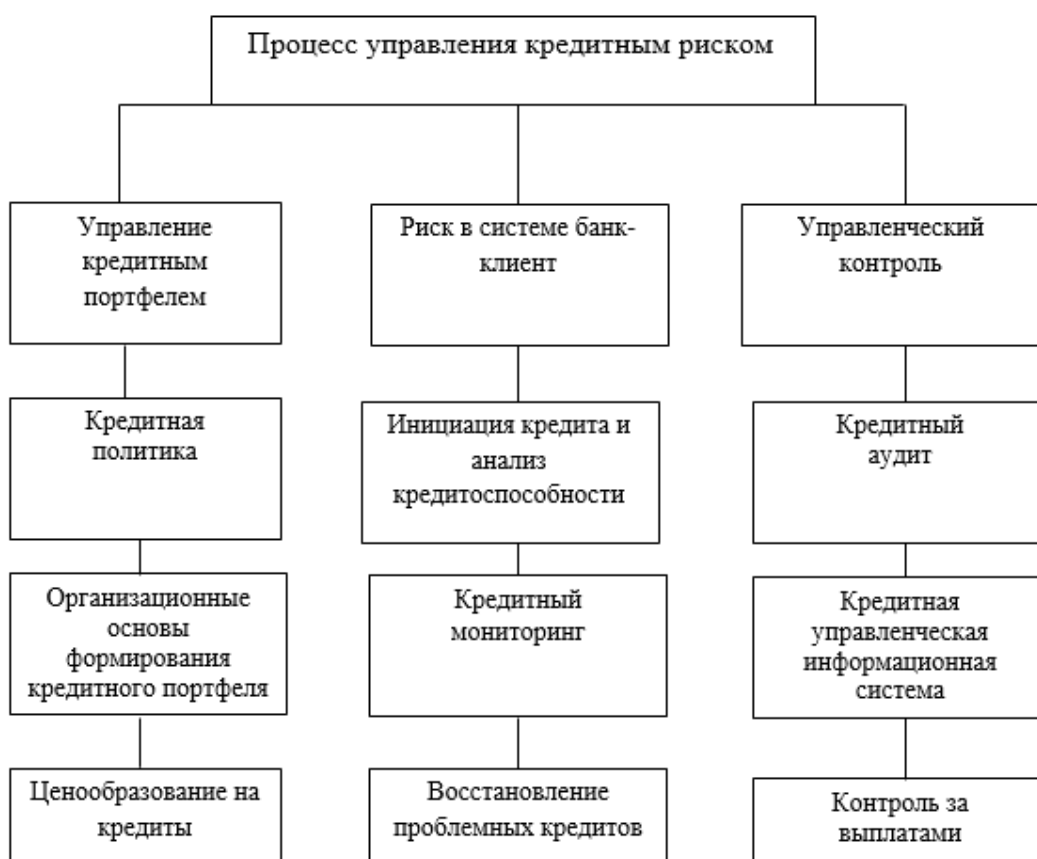 Процесс управления кредитным риском
Управление
кредитным
портфелем
Риск в системе банк-
клиент
Управленческий
контроль
Кредитная
политика
Инициация кредита и
анализ
кредитоспособности
Кредитный
аудит
Организационные
основы
формирования
кредитного портфеля
Кредитный
мониторинг
Кредитная
управленческая
информационная
система
Ценообразование на
кредиты
Восстановление
проблемных кредитов
Контроль за
выплатами